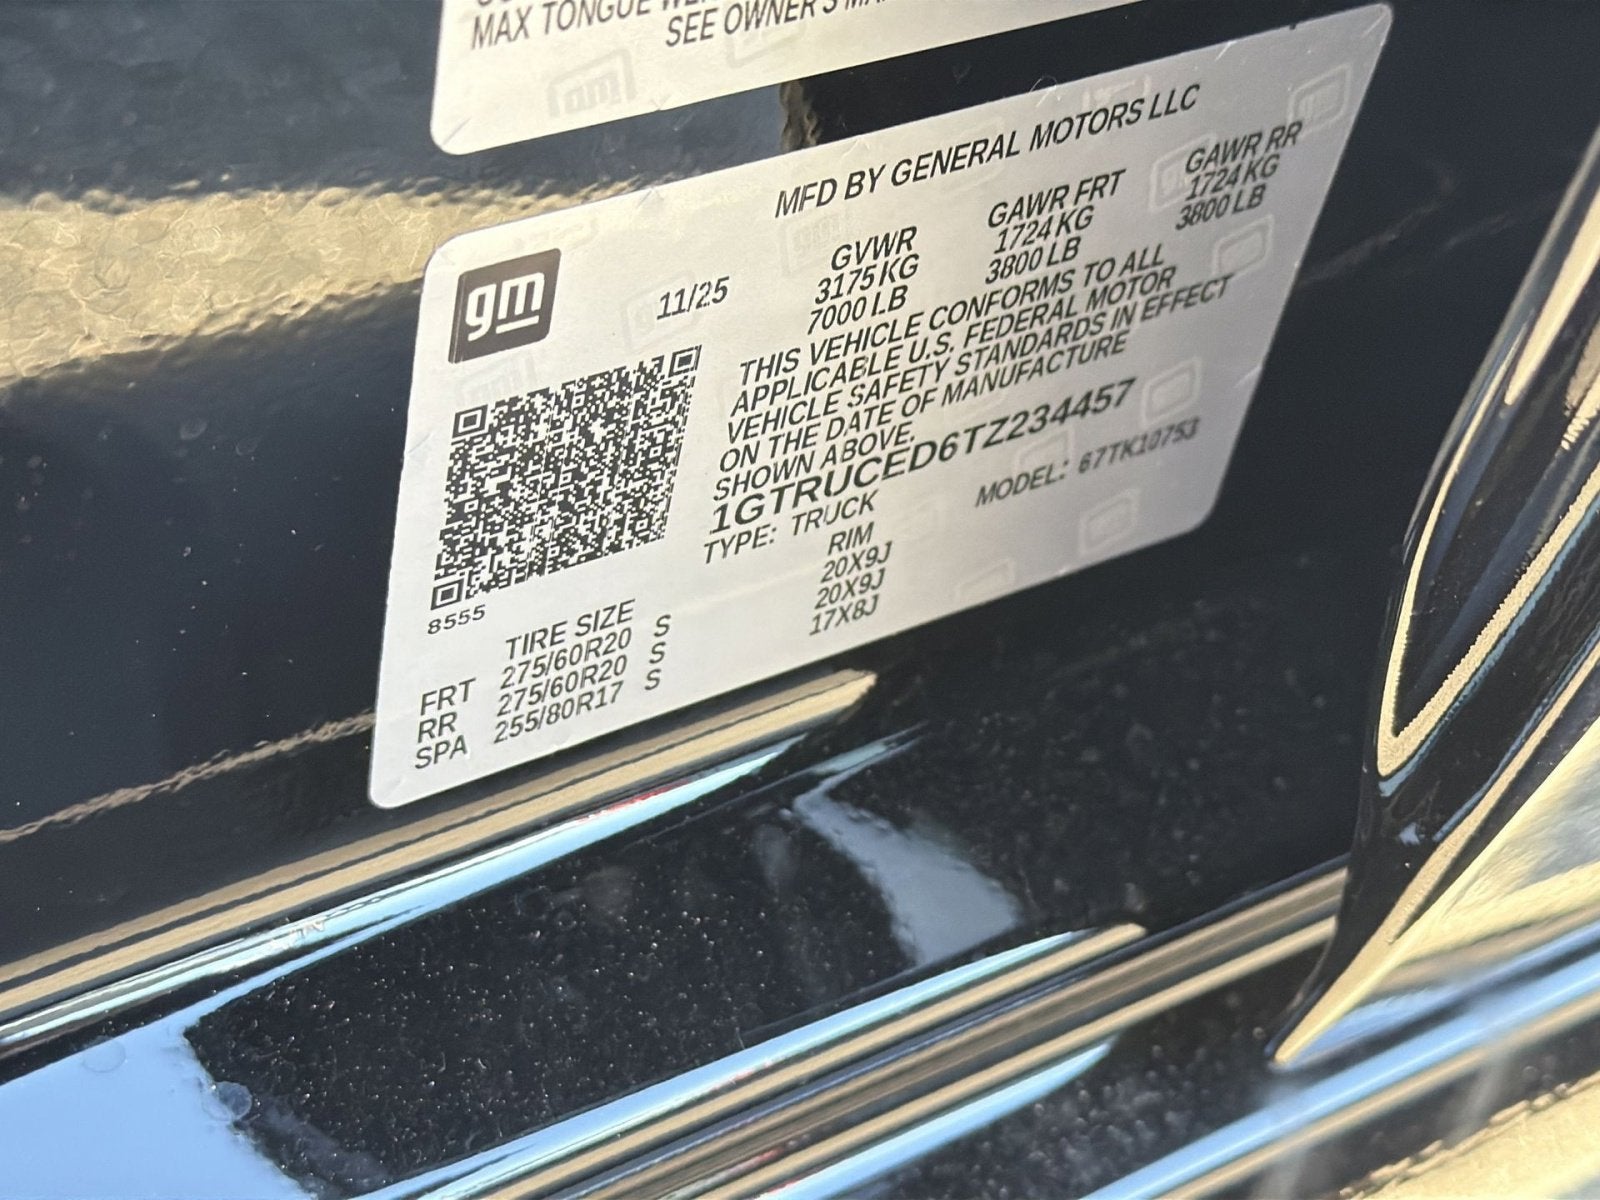 MAX TONGUE
SEE OWNER'S
gm
11/25
MFD BY GENERAL MOTORS LLC
GVWR GAWR FRT GAWR RR
3175 KG 1724 KG 1724 KG
7000 LB 3800 LB 3800 LB
THIS VEHICLE CONFORMS TO ALL
APPLICABLE U.S. FEDERAL MOTOR
VEHICLE SAFETY STANDARDS IN EFFECT
ON THE DATE OF MANUFACTURE
SHOWN ABOVE.
1GTRUCED6TZ234457
TYPE: TRUCK MODEL: 67TK10753
8555
TIRE SIZE RIM
FRT 275/60R20 S 20X9J
RR 275/60R20 S 20X9J
SPA 255/80R17 S 17X8J